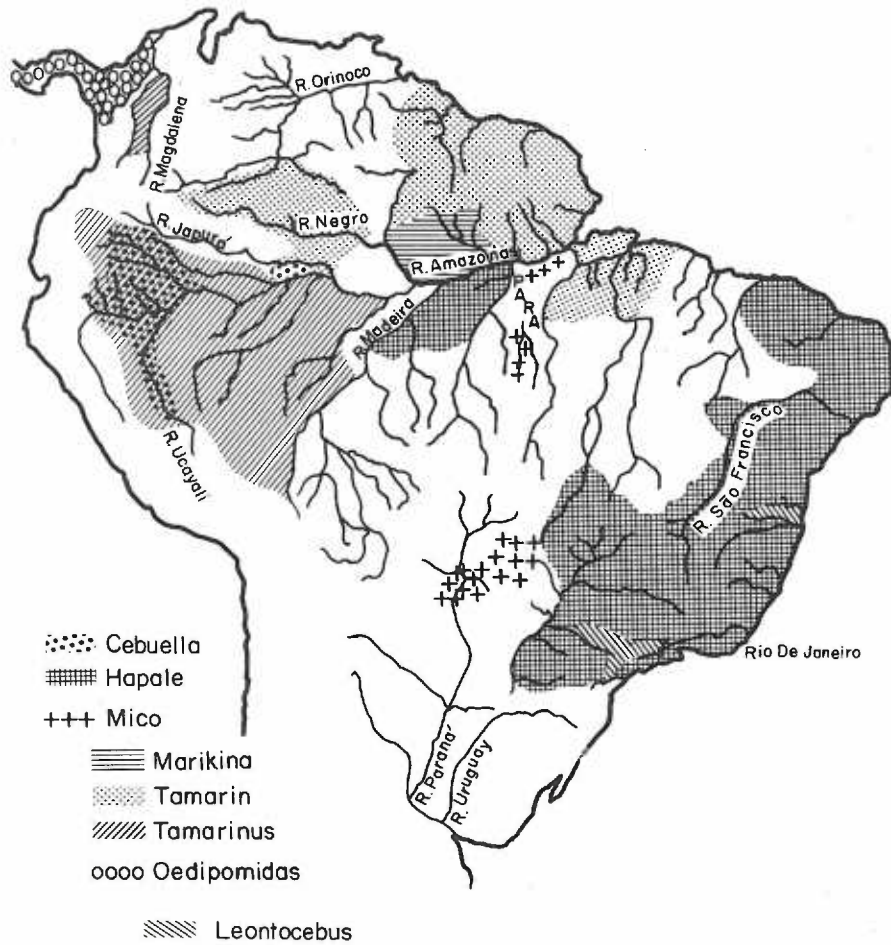 R. Orinoco
R. Magdalena
R. Negro
R. Japurá
R. Amazonas
PARA
R. Madeira
R. Ucayali
R. São Francisco
Rio De Janeiro
R. Paraná
R. Uruguay
Cebuella
Hapale
+++ Mico
Marikina
Tamarin
Tamarinus
oooo Oedipomidas
Leontocebus